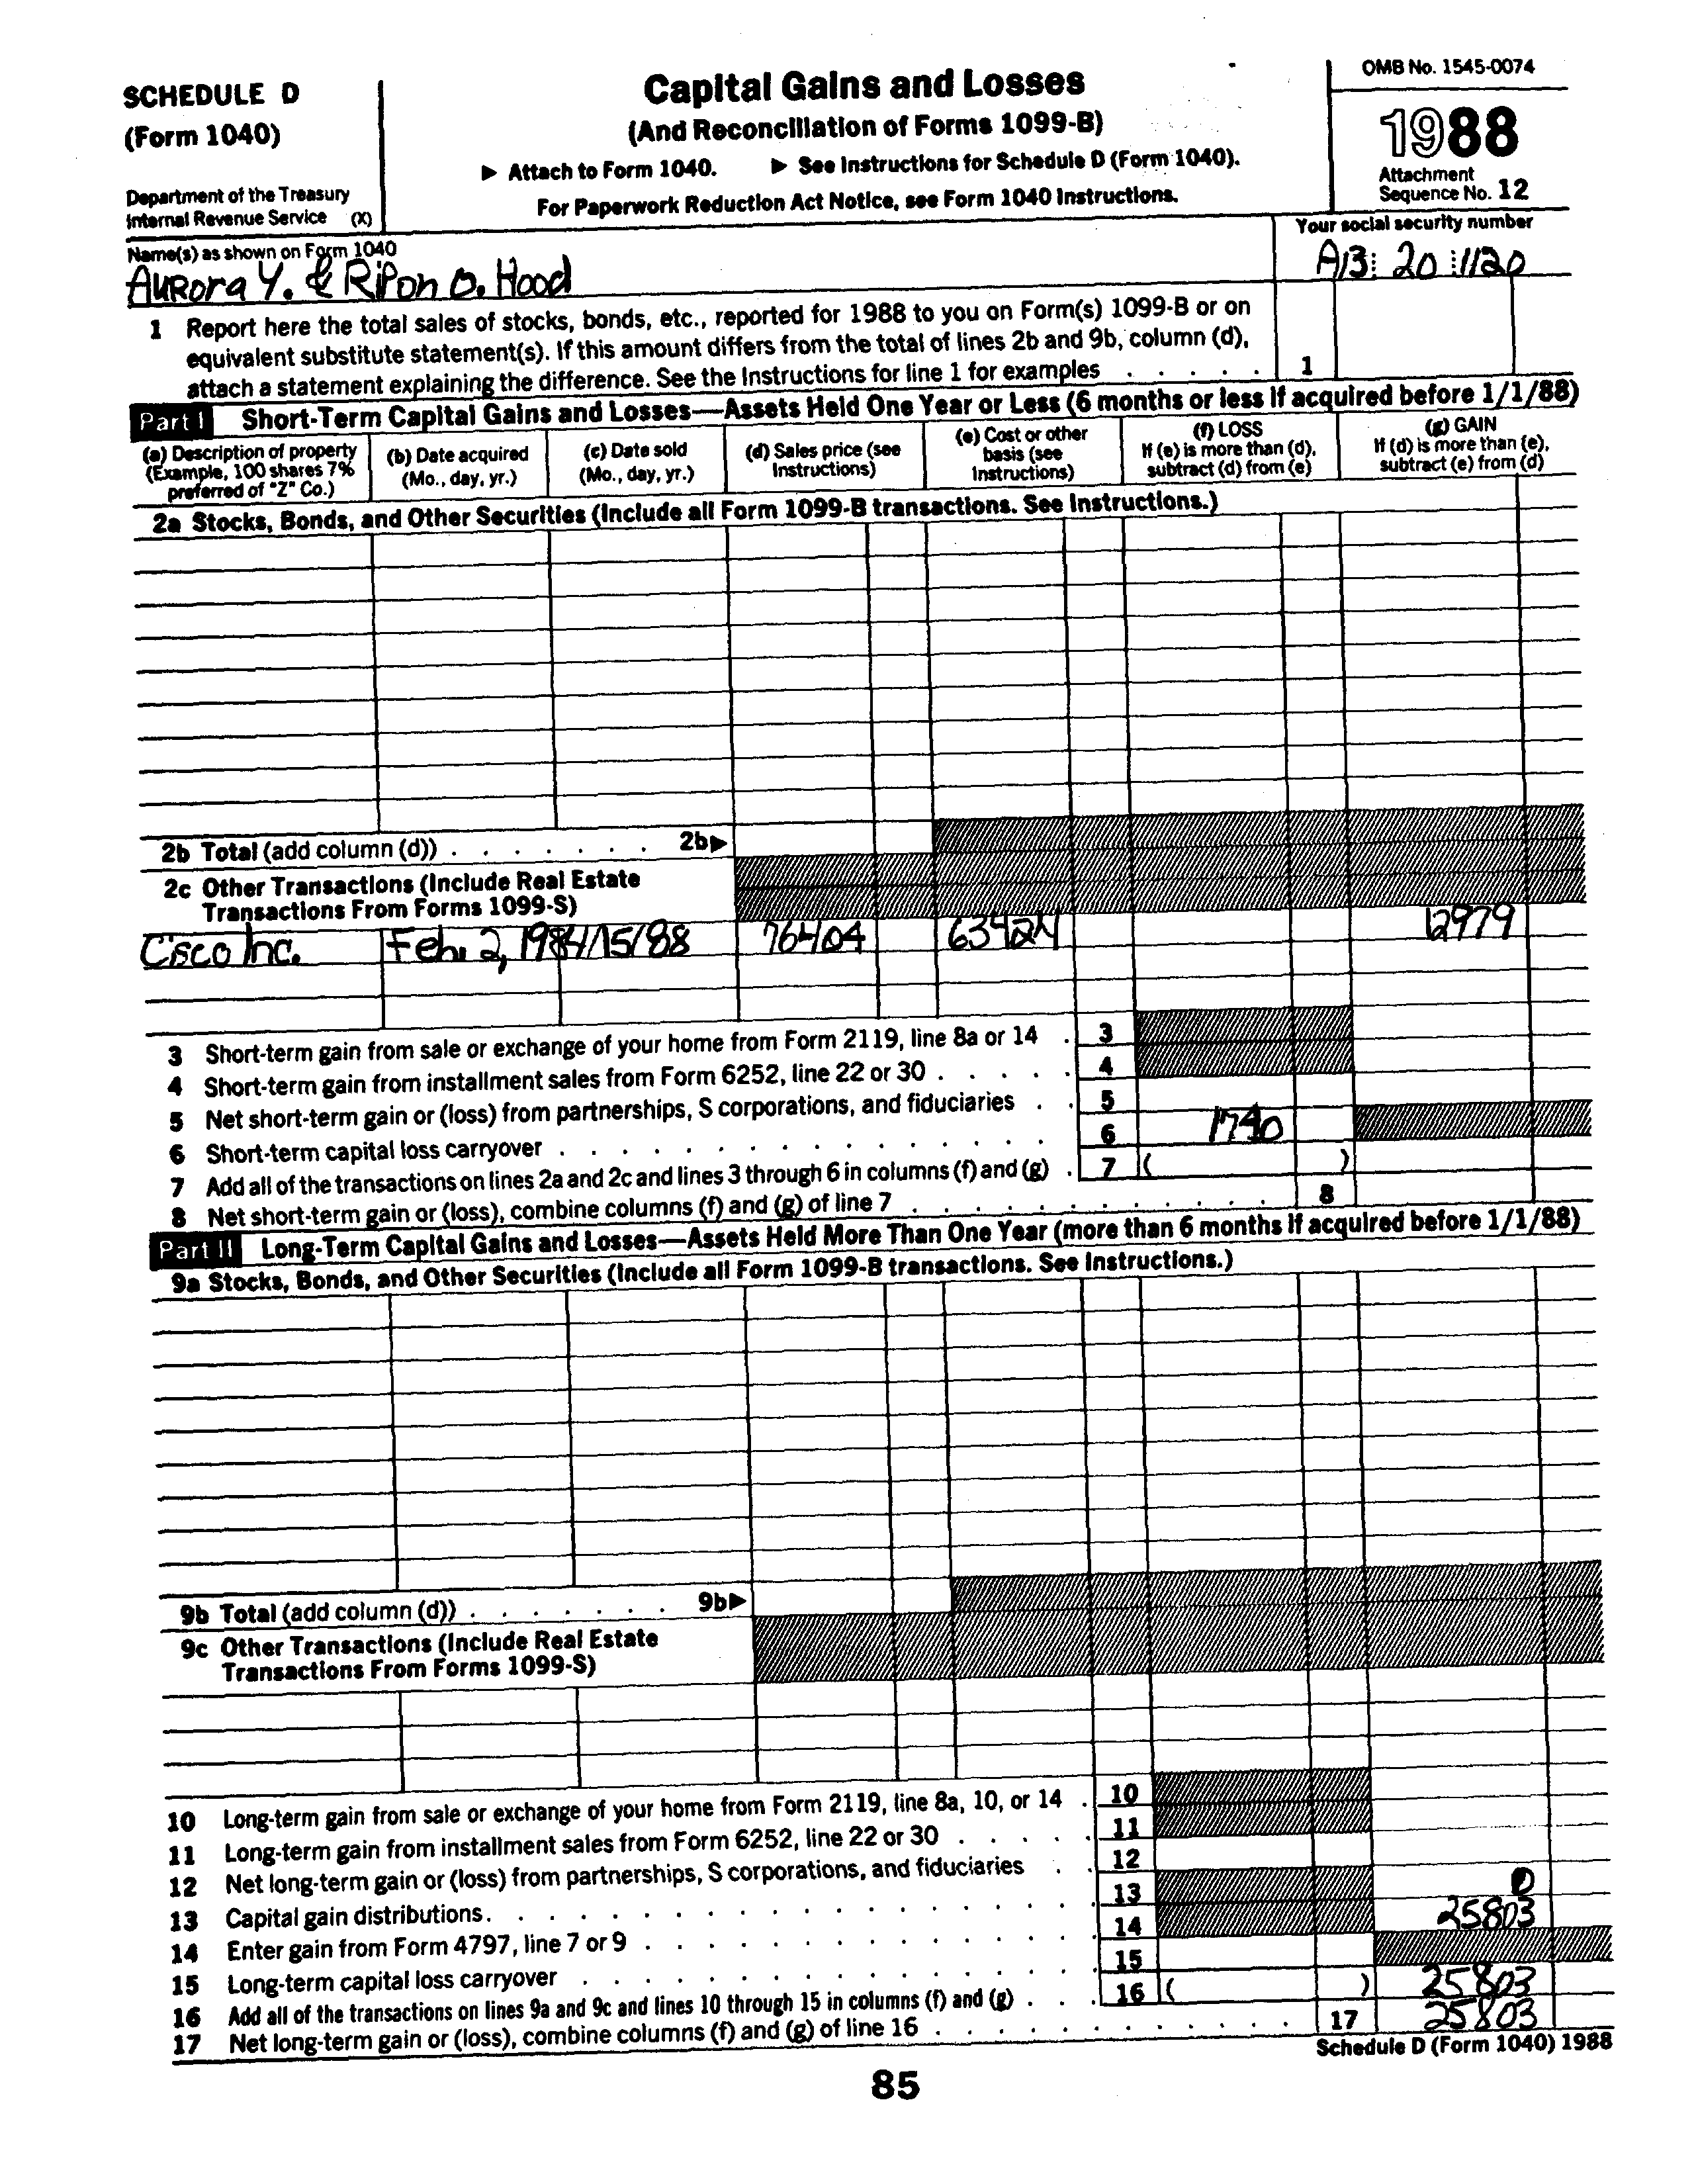 SCHEDULE D
(Form 1040)
Department of the Treasury
Internal Revenue Service (X)
Capital Gains and Losses
(And Reconciliation of Forms 1099-B)
▶ Attach to Form 1040. ▶ See Instructions for Schedule D (Form 1040).
For Paperwork Reduction Act Notice, see Form 1040 Instructions.
OMB No. 1545-0074
1988
Attachment
Sequence No. 12
Name(s) as shown on Form 1040
Aurora Y. & Ripon O. Hood
Your social security number
A13 20 1120
1 Report here the total sales of stocks, bonds, etc., reported for 1988 to you on Form(s) 1099-B or on
equivalent substitute statement(s). If this amount differs from the total of lines 2b and 9b, column (d),
attach a statement explaining the difference. See the Instructions for line 1 for examples . . . . . 1
Part I Short-Term Capital Gains and Losses—Assets Held One Year or Less (6 months or less if acquired before 1/1/88)
(a) Description of property
(Example, 100 shares 7%
preferred of "Z" Co.)
(b) Date acquired
(Mo., day, yr.)
(c) Date sold
(Mo., day, yr.)
(d) Sales price (see
Instructions)
(e) Cost or other
basis (see
Instructions)
(f) LOSS
If (e) is more than (d),
subtract (d) from (e)
(g) GAIN
If (d) is more than (e),
subtract (e) from (d)
2a Stocks, Bonds, and Other Securities (Include all Form 1099-B transactions. See Instructions.)
2b Total (add column (d)) . . . . . . . 2b▶
2c Other Transactions (Include Real Estate
Transactions From Forms 1099-S)
Cisco Inc. Feb. 2, 198 /15/88 76404 63424 12979
3 Short-term gain from sale or exchange of your home from Form 2119, line 8a or 14 . 3
4 Short-term gain from installment sales from Form 6252, line 22 or 30 . . . . . 4
5 Net short-term gain or (loss) from partnerships, S corporations, and fiduciaries . . 5
6 Short-term capital loss carryover . . . . . . . . . . . . . . . . 6 1790
7 Add all of the transactions on lines 2a and 2c and lines 3 through 6 in columns (f) and (g) . 7 ( )
8 Net short-term gain or (loss), combine columns (f) and (g) of line 7 . . . . . . . . . . . 8
Part II Long-Term Capital Gains and Losses—Assets Held More Than One Year (more than 6 months if acquired before 1/1/88)
9a Stocks, Bonds, and Other Securities (Include all Form 1099-B transactions. See Instructions.)
9b Total (add column (d)) . . . . . . . 9b▶
9c Other Transactions (Include Real Estate
Transactions From Forms 1099-S)
10 Long-term gain from sale or exchange of your home from Form 2119, line 8a, 10, or 14 . 10
11 Long-term gain from installment sales from Form 6252, line 22 or 30 . . . . . 11
12 Net long-term gain or (loss) from partnerships, S corporations, and fiduciaries . . 12
13 Capital gain distributions . . . . . . . . . . . . . . . . . . 13 0
14 Enter gain from Form 4797, line 7 or 9 . . . . . . . . . . . . . . 14 25803
15 Long-term capital loss carryover . . . . . . . . . . . . . . . . 15
16 Add all of the transactions on lines 9a and 9c and lines 10 through 15 in columns (f) and (g) . . . 16 ( ) 25803
17 Net long-term gain or (loss), combine columns (f) and (g) of line 16 . . . . . . . . . . . . 17 25803
Schedule D (Form 1040) 1988
85